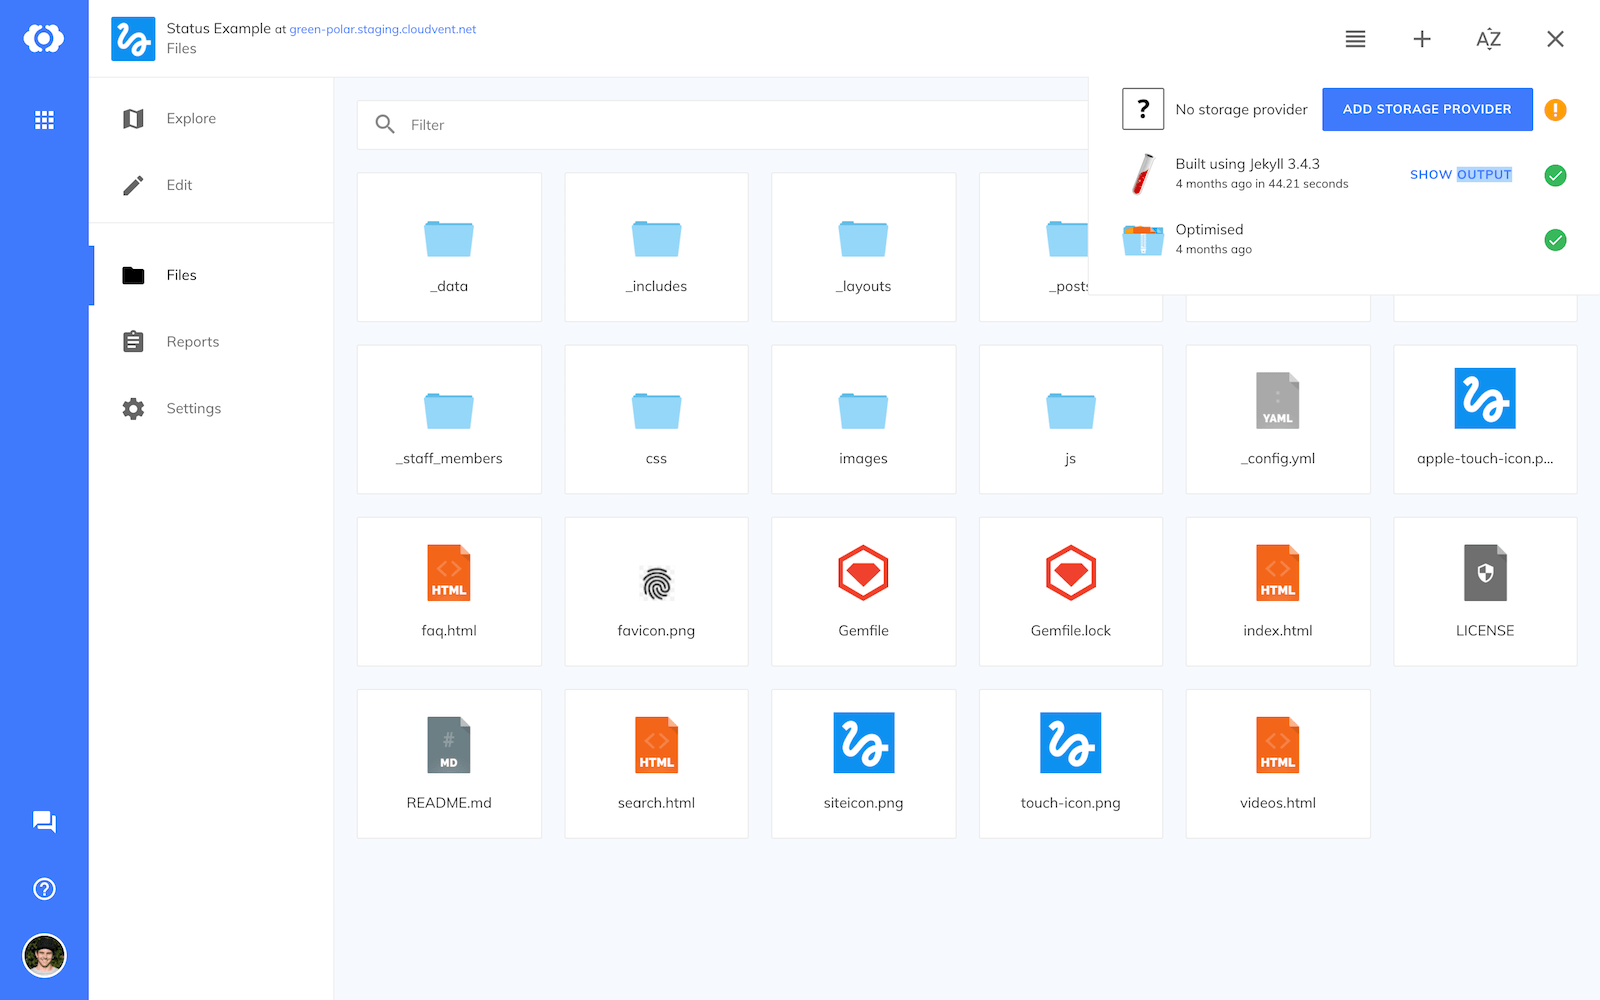 Status Example at green-polar.staging.cloudvent.net
Files
AZ
Explore
Edit
Files
Reports
Settings
Filter
? No storage provider ADD STORAGE PROVIDER
Built using Jekyll 3.4.3
4 months ago in 44.21 seconds
SHOW OUTPUT
Optimised
4 months ago
_data _includes _layouts _posts
YAML
_staff_members css images js _config.yml apple-touch-icon.p...
HTML HTML
faq.html favicon.png Gemfile Gemfile.lock index.html LICENSE
# MD HTML HTML
README.md search.html siteicon.png touch-icon.png videos.html